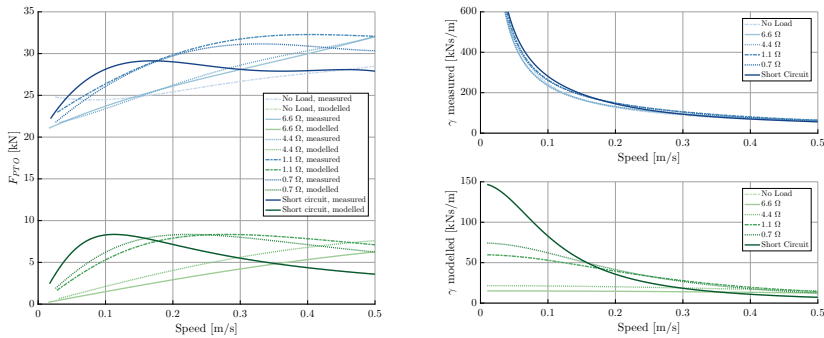 35
30
25
20
15
10
5
0
F_PTO [kN]
0 0.1 0.2 0.3 0.4 0.5
Speed [m/s]
No Load, measured
No Load, modelled
6.6 Ω, measured
6.6 Ω, modelled
4.4 Ω, measured
4.4 Ω, modelled
1.1 Ω, measured
1.1 Ω, modelled
0.7 Ω, measured
0.7 Ω, modelled
Short circuit, measured
Short circuit, modelled
600
400
200
0
γ measured [kNs/m]
0 0.1 0.2 0.3 0.4 0.5
Speed [m/s]
No Load
6.6 Ω
4.4 Ω
1.1 Ω
0.7 Ω
Short Circuit
150
100
50
0
γ modelled [kNs/m]
0 0.1 0.2 0.3 0.4 0.5
Speed [m/s]
No Load
6.6 Ω
4.4 Ω
1.1 Ω
0.7 Ω
Short Circuit